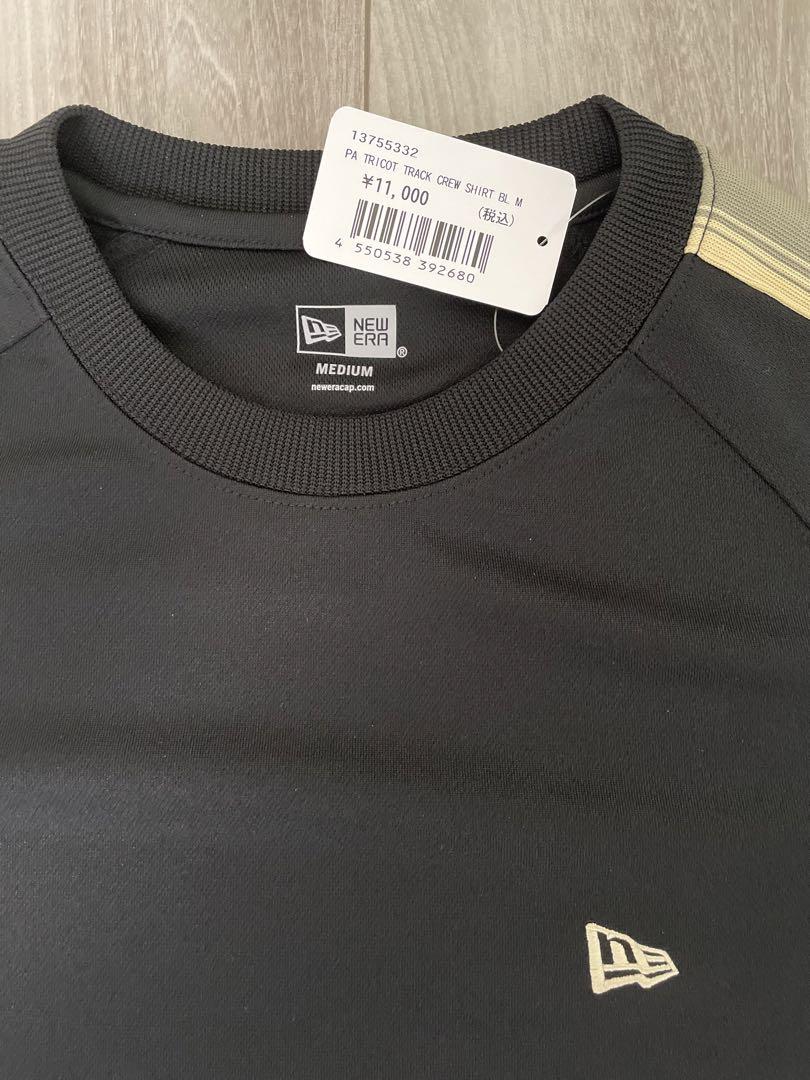 13755332
PA TRICOT TRACK CREW SHIRT BL M
¥11,000 (税込)
4 550538 392680
NEW
ERA®
MEDIUM
neweracap.com